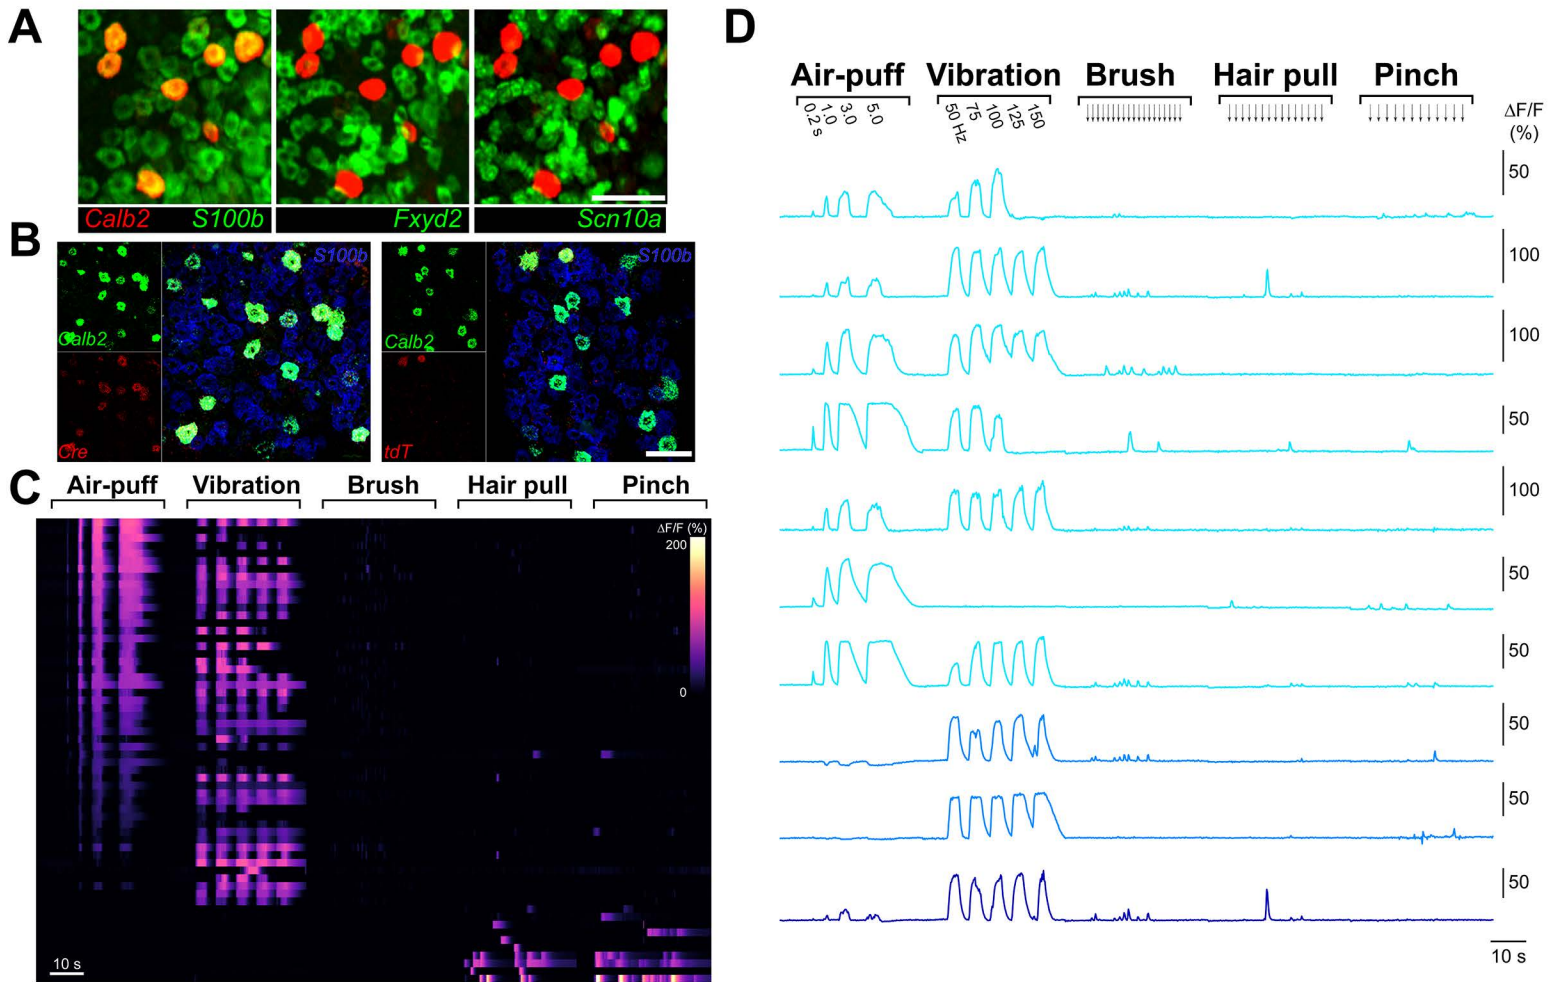 A
Calb2 S100b
Fxyd2
Scn10a
B
Calb2
Cre
S100b
Calb2
tdT
S100b
C
Air-puff Vibration Brush Hair pull Pinch
ΔF/F (%)
200
0
10 s
D
Air-puff Vibration Brush Hair pull Pinch
0.2 s 1.0 3.0 5.0 50 Hz 75 100 125 150
ΔF/F
(%)
50
100
100
50
100
50
50
50
50
50
10 s